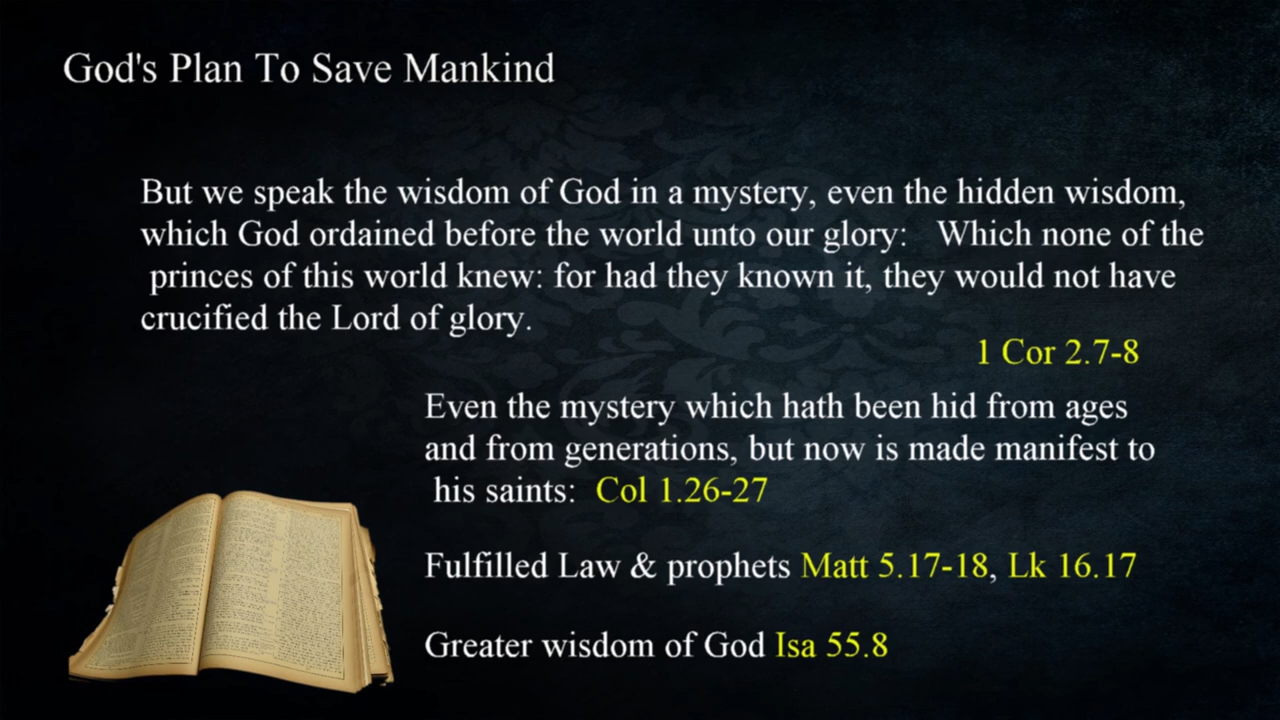 God's Plan To Save Mankind
But we speak the wisdom of God in a mystery, even the hidden wisdom,
which God ordained before the world unto our glory: Which none of the
princes of this world knew: for had they known it, they would not have
crucified the Lord of glory.
1 Cor 2.7-8
Even the mystery which hath been hid from ages
and from generations, but now is made manifest to
his saints: Col 1.26-27
Fulfilled Law & prophets Matt 5.17-18, Lk 16.17
Greater wisdom of God Isa 55.8